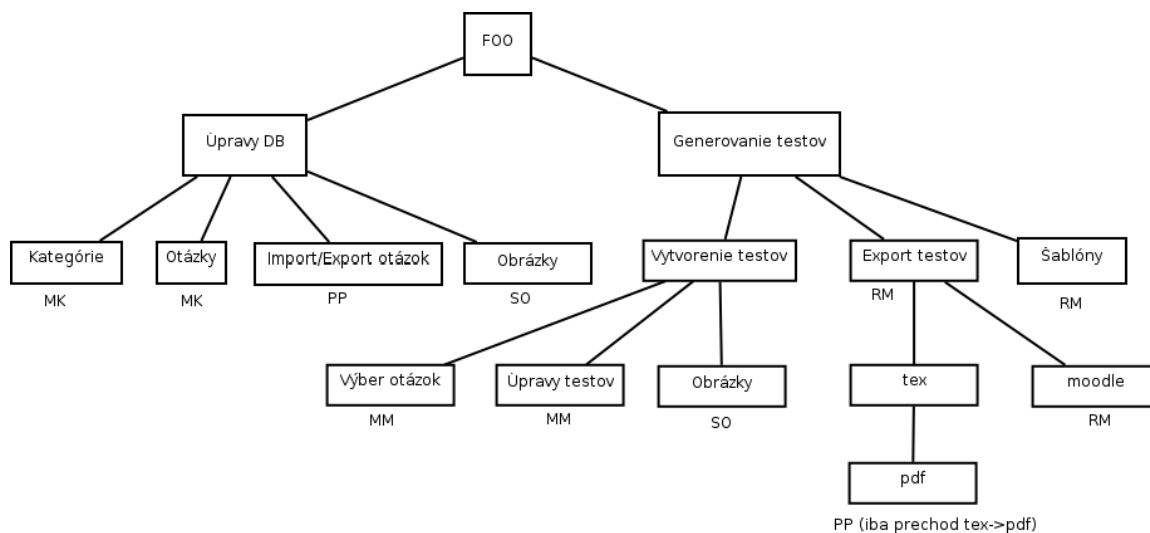 FOO
Úpravy DB
Generovanie testov
Kategórie
Otázky
Import/Export otázok
Obrázky
Vytvorenie testov
Export testov
Šablóny
MK
MK
PP
SO
RM
RM
Výber otázok
Úpravy testov
Obrázky
tex
moodle
MM
MM
SO
RM
pdf
PP (iba prechod tex->pdf)